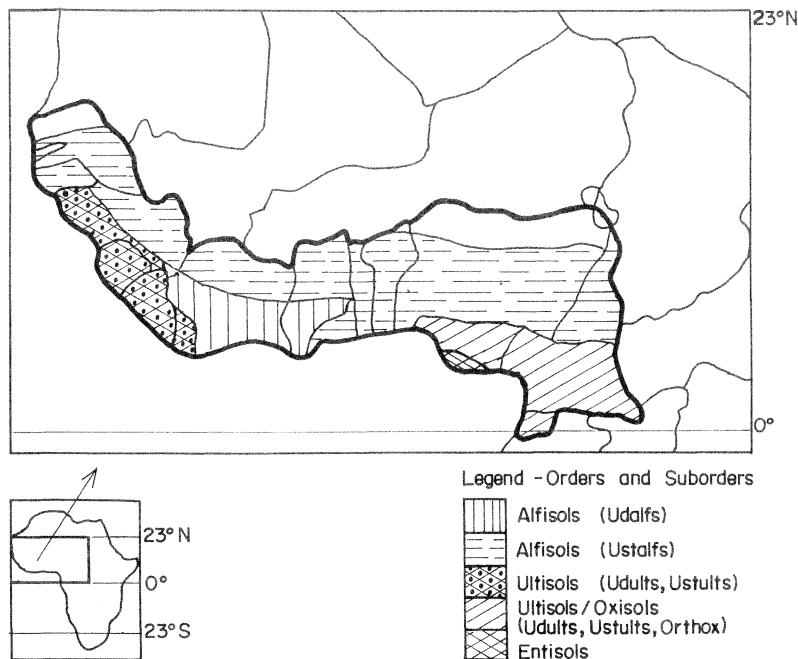 23°N
0°
Legend - Orders and Suborders
Alfisols (Udalfs)
Alfisols (Ustalfs)
Ultisols (Udults, Ustults)
Ultisols / Oxisols
(Udults, Ustults, Orthox)
Entisols
23°N
0°
23°S